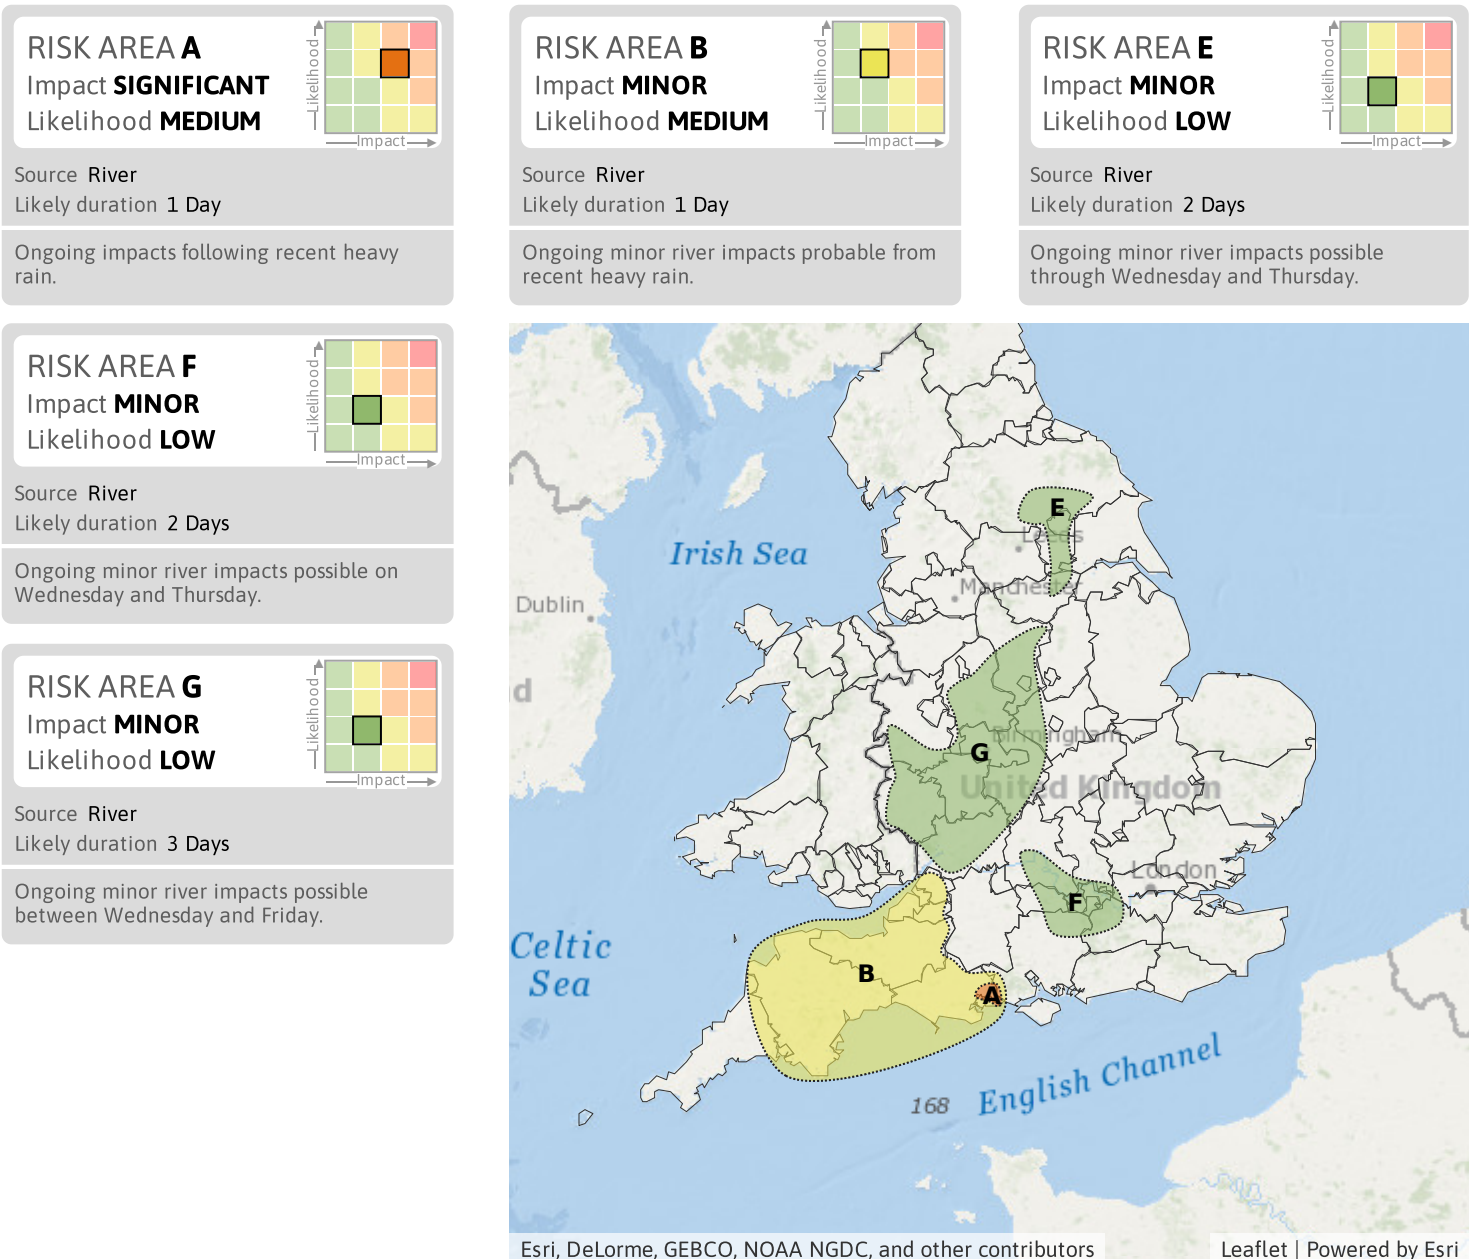 RISK AREA A
Impact SIGNIFICANT
Likelihood MEDIUM
Likelihood
Impact
Source River
Likely duration 1 Day
Ongoing impacts following recent heavy
rain.
RISK AREA B
Impact MINOR
Likelihood MEDIUM
Likelihood
Impact
Source River
Likely duration 1 Day
Ongoing minor river impacts probable from
recent heavy rain.
RISK AREA E
Impact MINOR
Likelihood LOW
Likelihood
Impact
Source River
Likely duration 2 Days
Ongoing minor river impacts possible
through Wednesday and Thursday.
RISK AREA F
Impact MINOR
Likelihood LOW
Likelihood
Impact
Source River
Likely duration 2 Days
Ongoing minor river impacts possible on
Wednesday and Thursday.
RISK AREA G
Impact MINOR
Likelihood LOW
Likelihood
Impact
Source River
Likely duration 3 Days
Ongoing minor river impacts possible
between Wednesday and Friday.
E
Leeds
Irish Sea
Manchester
Dublin
d
Birmingham
G
United Kingdom
London
F
Celtic
Sea
B
A
English Channel
168
Esri, DeLorme, GEBCO, NOAA NGDC, and other contributors
Leaflet | Powered by Esri